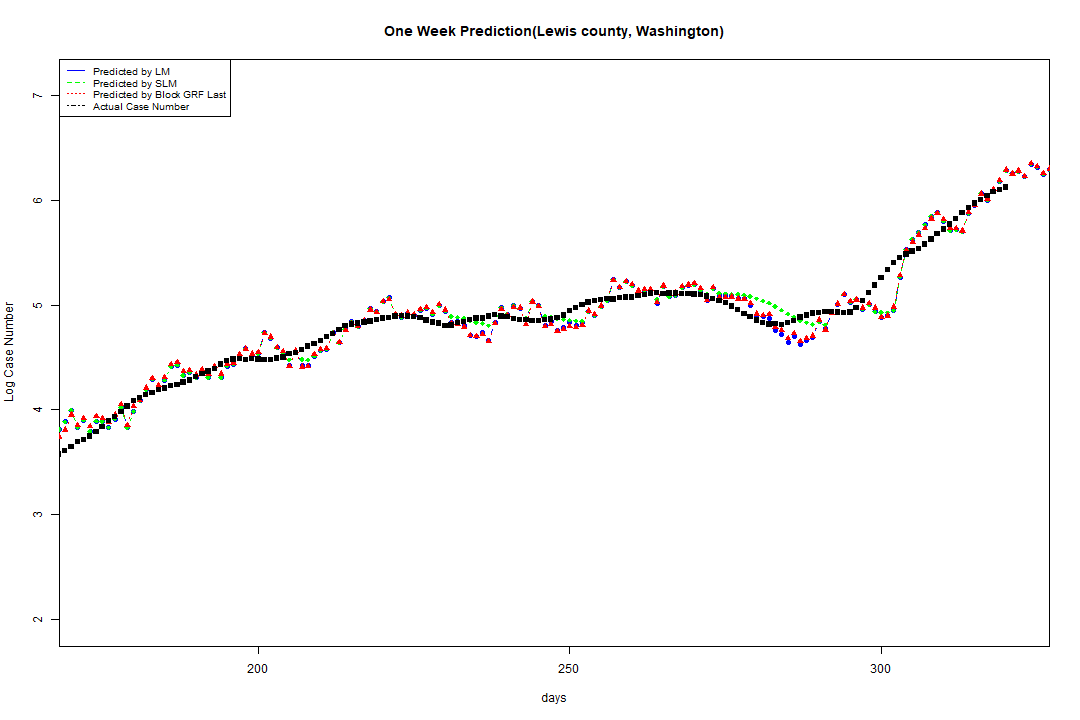 One Week Prediction(Lewis county, Washington)
Predicted by LM
Predicted by SLM
Predicted by Block GRF Last
Actual Case Number
7
6
5
4
3
2
Log Case Number
200
250
300
days